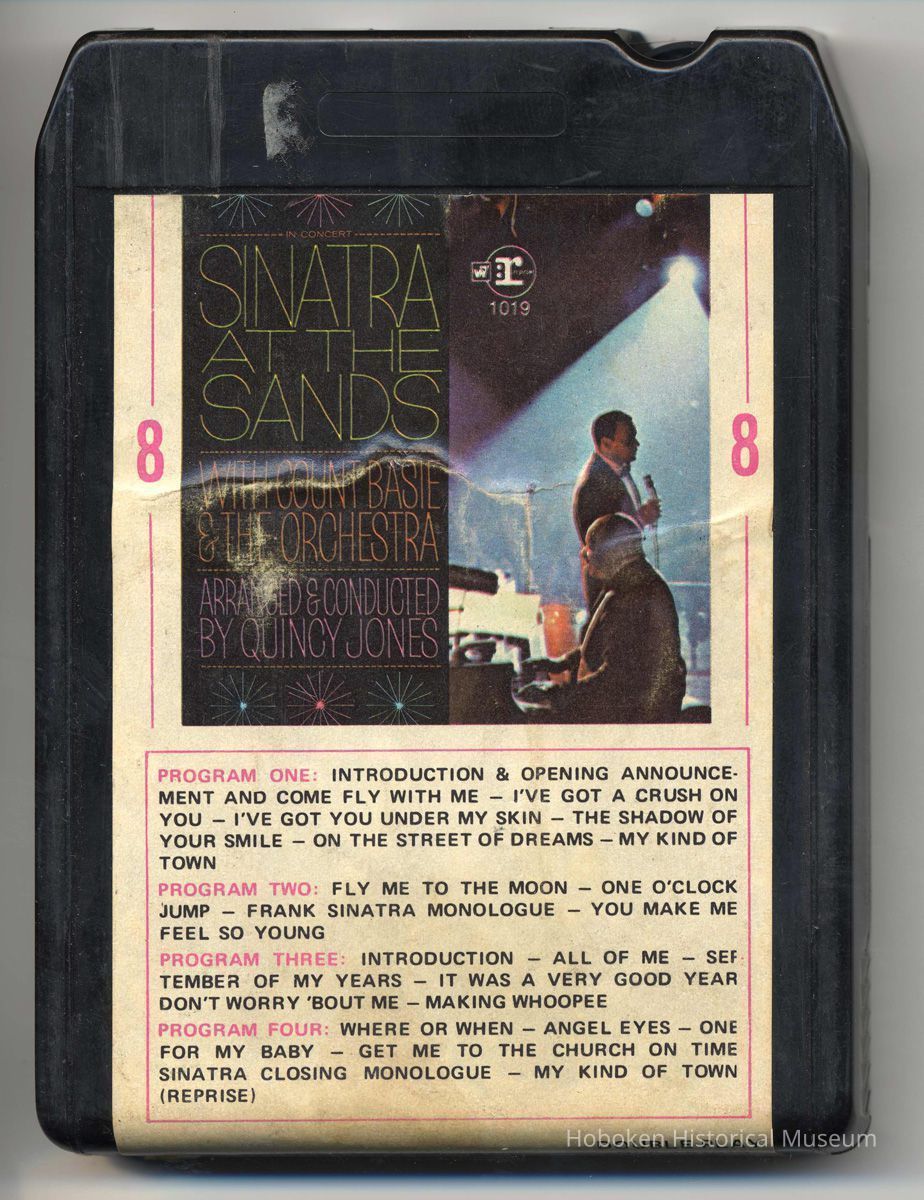 IN CONCERT
SINATRA
AT THE
SANDS
WITH COUNT BASIE
& THE ORCHESTRA
ARRANGED & CONDUCTED
BY QUINCY JONES
W
r
1019
8
8
PROGRAM ONE: INTRODUCTION & OPENING ANNOUNCE-
MENT AND COME FLY WITH ME – I'VE GOT A CRUSH ON
YOU – I'VE GOT YOU UNDER MY SKIN – THE SHADOW OF
YOUR SMILE – ON THE STREET OF DREAMS – MY KIND OF
TOWN
PROGRAM TWO: FLY ME TO THE MOON – ONE O'CLOCK
JUMP – FRANK SINATRA MONOLOGUE – YOU MAKE ME
FEEL SO YOUNG
PROGRAM THREE: INTRODUCTION – ALL OF ME – SEP-
TEMBER OF MY YEARS – IT WAS A VERY GOOD YEAR
DON'T WORRY 'BOUT ME – MAKING WHOOPEE
PROGRAM FOUR: WHERE OR WHEN – ANGEL EYES – ONE
FOR MY BABY – GET ME TO THE CHURCH ON TIME
SINATRA CLOSING MONOLOGUE – MY KIND OF TOWN
(REPRISE)
Hoboken Historical Museum